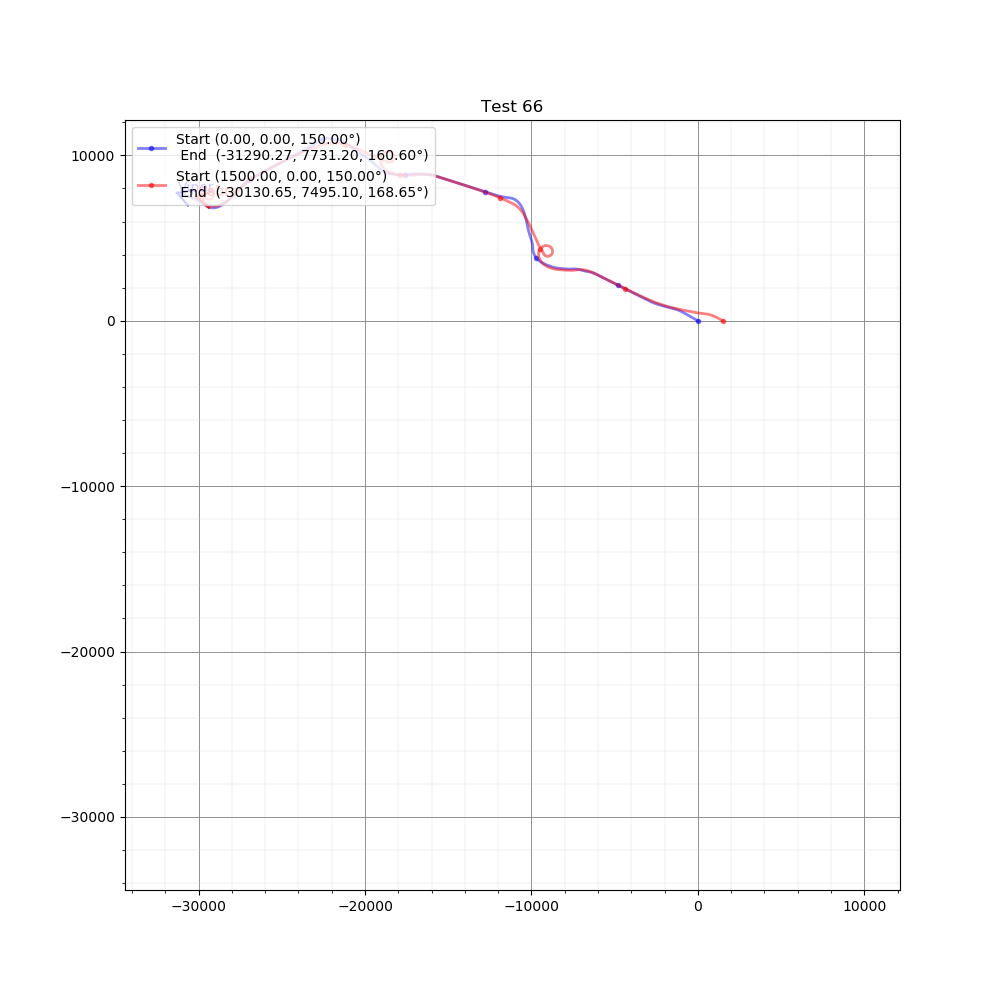 Test 66
Start (0.00, 0.00, 150.00°)
End (-31290.27, 7731.20, 160.60°)
Start (1500.00, 0.00, 150.00°)
End (-30130.65, 7495.10, 168.65°)
10000
0
−10000
−20000
−30000
−30000
−20000
−10000
0
10000